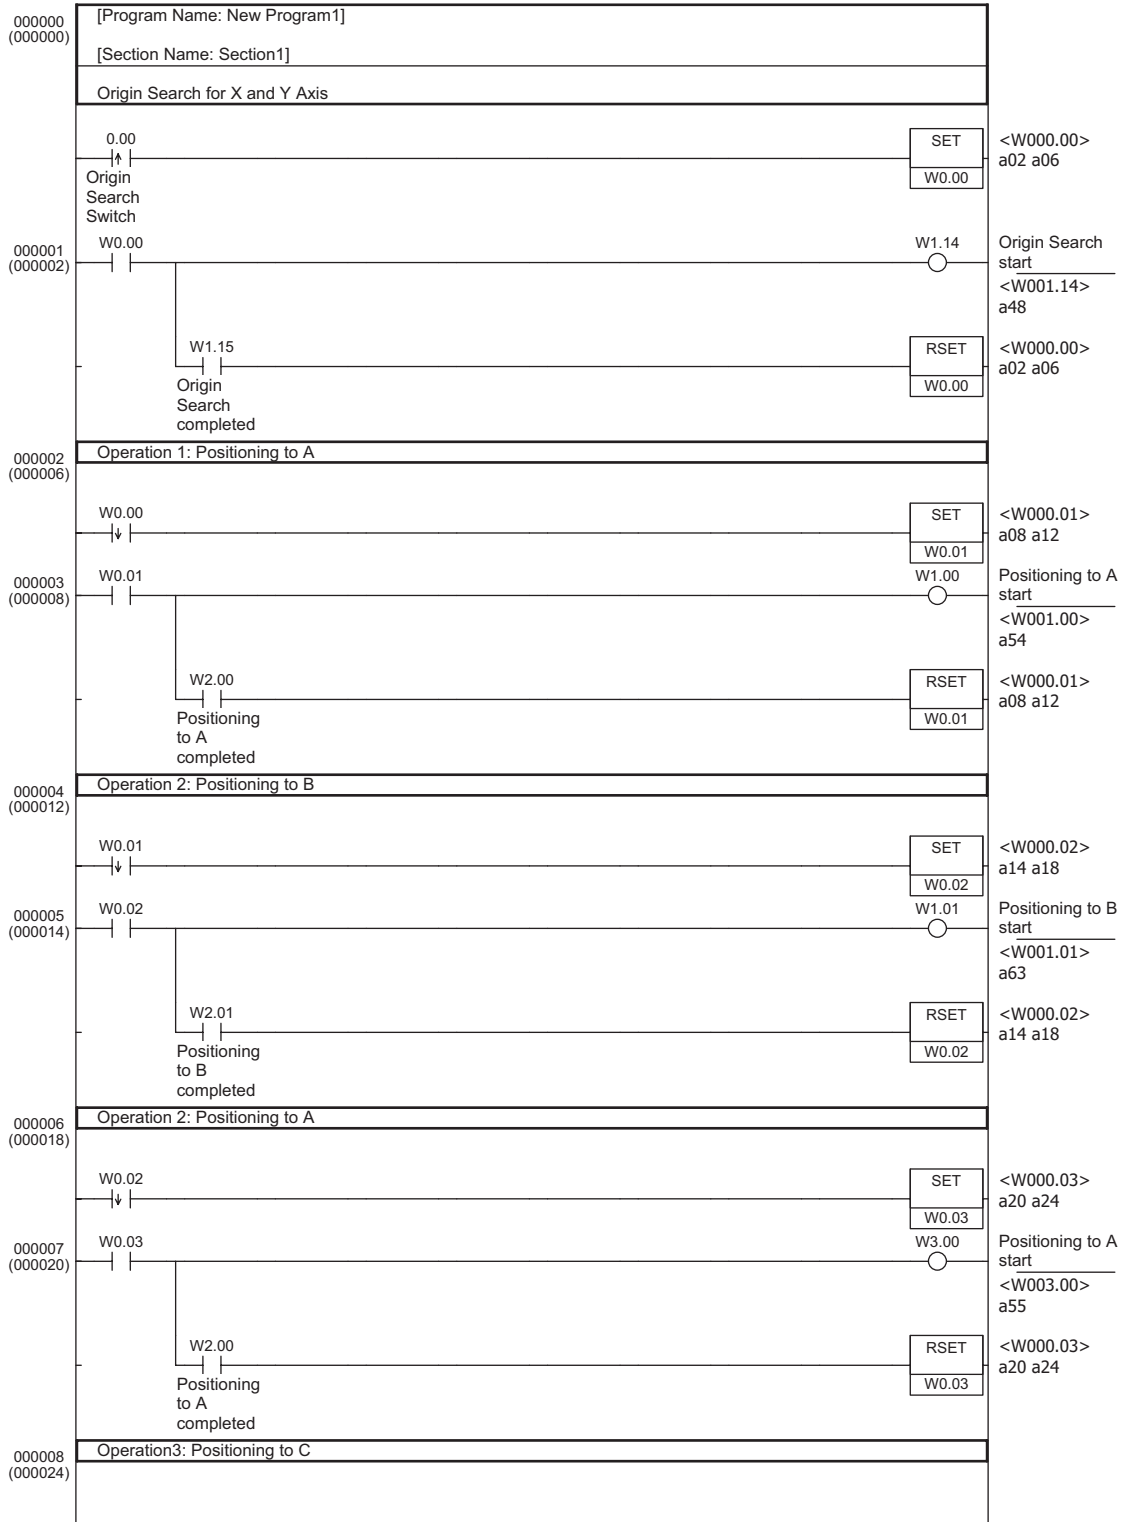 000000
(000000)
[Program Name: New Program1]
[Section Name: Section1]
Origin Search for X and Y Axis
0.00
Origin
Search
Switch
SET
W0.00
<W000.00>
a02 a06
000001
(000002)
W0.00
W1.14
Origin Search
start
<W001.14>
a48
W1.15
Origin
Search
completed
RSET
W0.00
<W000.00>
a02 a06
000002
(000006)
Operation 1: Positioning to A
W0.00
SET
W0.01
<W000.01>
a08 a12
000003
(000008)
W0.01
W1.00
Positioning to A
start
<W001.00>
a54
W2.00
Positioning
to A
completed
RSET
W0.01
<W000.01>
a08 a12
000004
(000012)
Operation 2: Positioning to B
W0.01
SET
W0.02
<W000.02>
a14 a18
000005
(000014)
W0.02
W1.01
Positioning to B
start
<W001.01>
a63
W2.01
Positioning
to B
completed
RSET
W0.02
<W000.02>
a14 a18
000006
(000018)
Operation 2: Positioning to A
W0.02
SET
W0.03
<W000.03>
a20 a24
000007
(000020)
W0.03
W3.00
Positioning to A
start
<W003.00>
a55
W2.00
Positioning
to A
completed
RSET
W0.03
<W000.03>
a20 a24
000008
(000024)
Operation3: Positioning to C